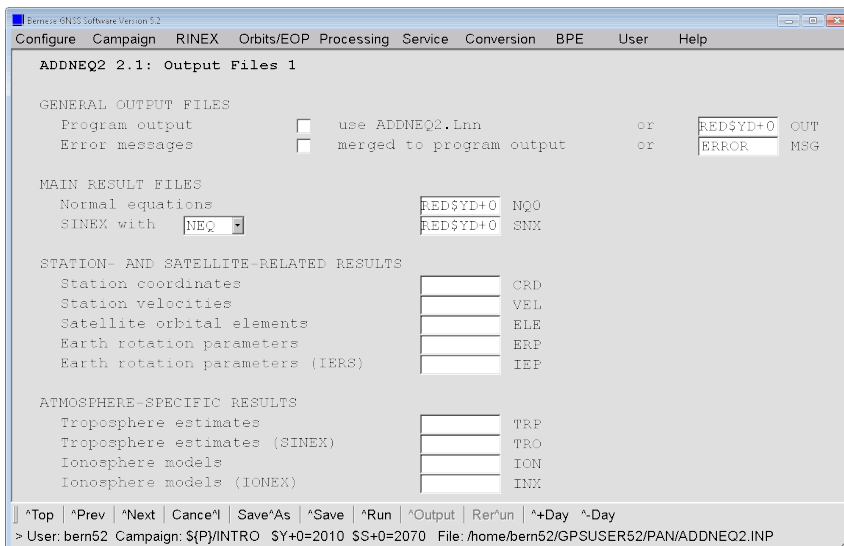 Bernese GNSS Software Version 5.2
Configure Campaign RINEX Orbits/EOP Processing Service Conversion BPE User Help
ADDNEQ2 2.1: Output Files 1
GENERAL OUTPUT FILES
Program output use ADDNEQ2.Lnn or RED$YD+0 OUT
Error messages merged to program output or ERROR MSG
MAIN RESULT FILES
Normal equations RED$YD+0 NQ0
SINEX with NEQ RED$YD+0 SNX
STATION- AND SATELLITE-RELATED RESULTS
Station coordinates CRD
Station velocities VEL
Satellite orbital elements ELE
Earth rotation parameters ERP
Earth rotation parameters (IERS) IEP
ATMOSPHERE-SPECIFIC RESULTS
Troposphere estimates TRP
Troposphere estimates (SINEX) TRO
Ionosphere models ION
Ionosphere models (IONEX) INX
^Top | ^Prev | ^Next | Cance^l | Save^As | ^Save | ^Run | ^Output | Rer^un | ^+Day ^-Day
> User: bern52 Campaign: ${P}/INTRO $Y+0=2010 $S+0=2070 File: /home/bern52/GPSUSER52/PAN/ADDNEQ2.INP